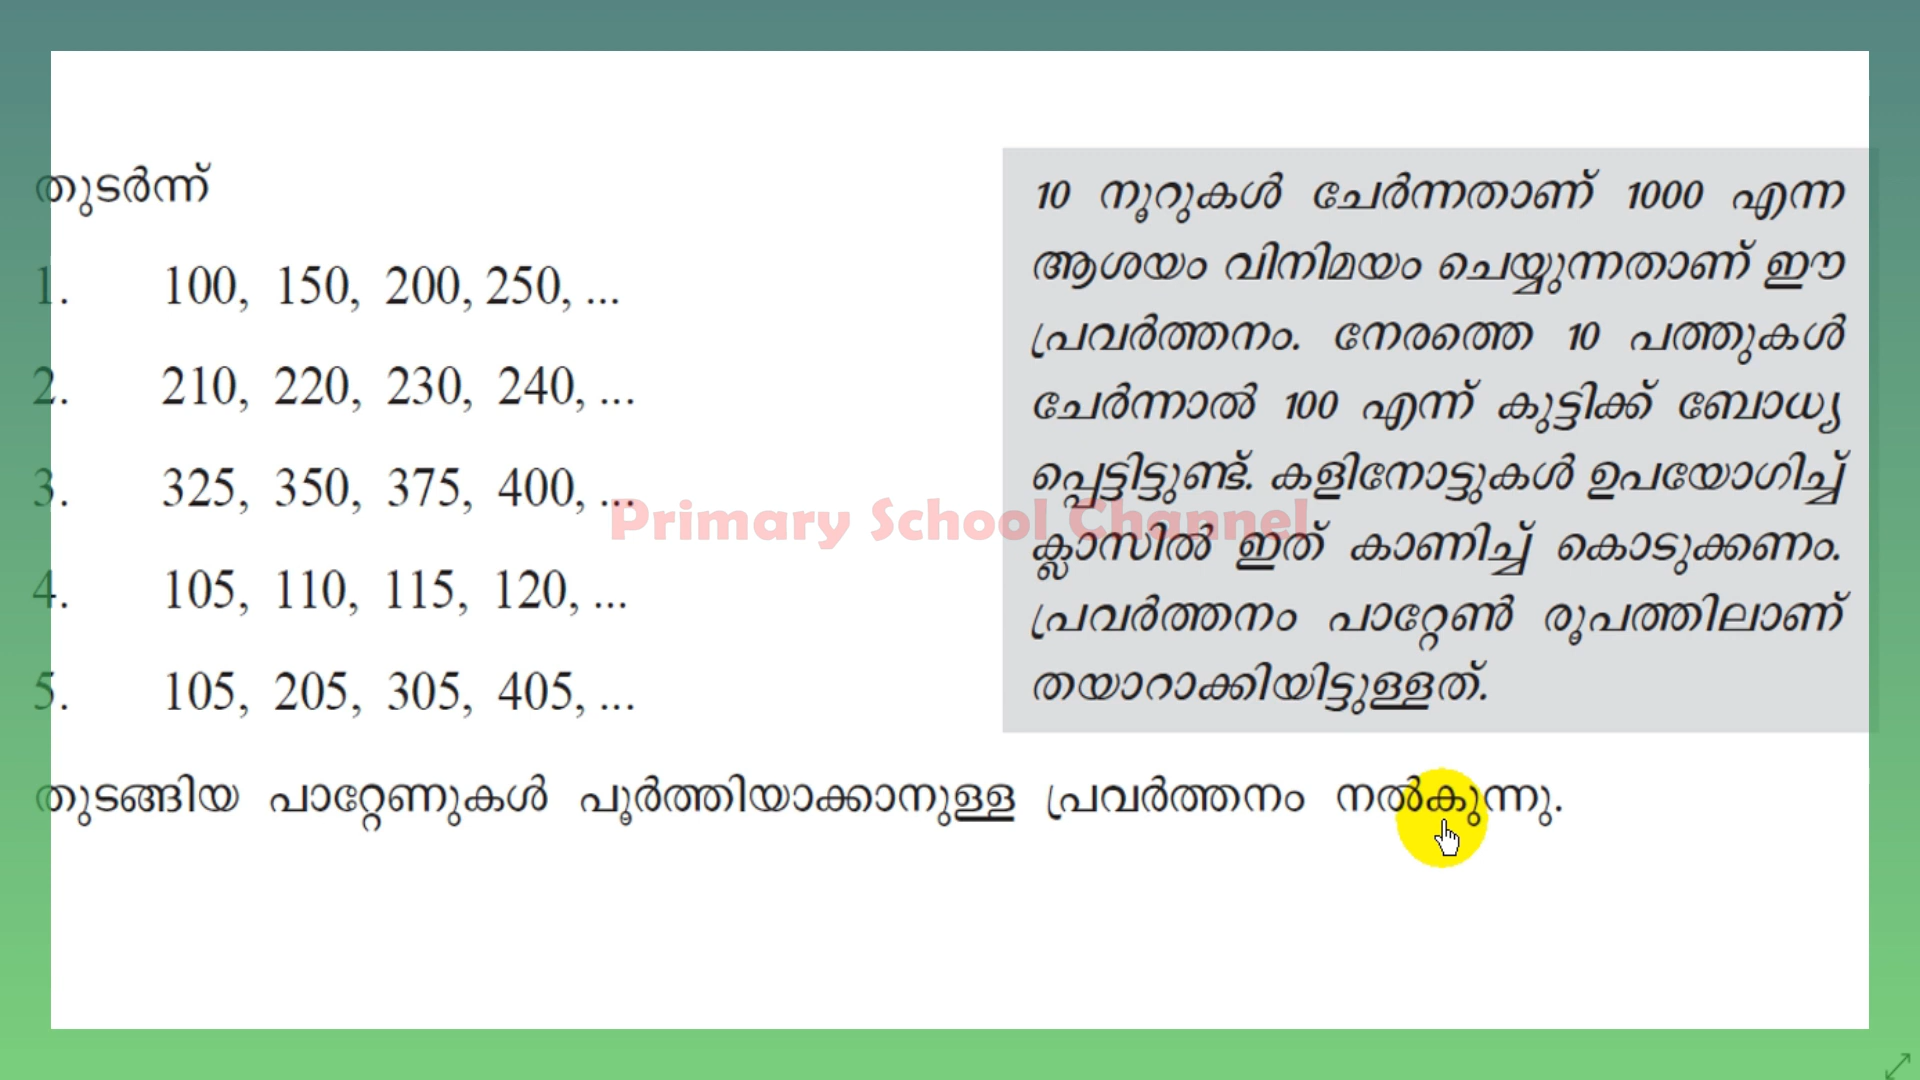 തുടർന്ന്
1. 100, 150, 200, 250, ...
2. 210, 220, 230, 240, ...
3. 325, 350, 375, 400, ...
4. 105, 110, 115, 120, ...
5. 105, 205, 305, 405, ...
തുടങ്ങിയ പാറ്റേണുകൾ പൂർത്തിയാക്കാനുള്ള പ്രവർത്തനം നൽകുന്നു.
10 നൂറുകൾ ചേർന്നതാണ് 1000 എന്ന
ആശയം വിനിമയം ചെയ്യുന്നതാണ് ഈ
പ്രവർത്തനം. നേരത്തെ 10 പത്തുകൾ
ചേർന്നാൽ 100 എന്ന് കുട്ടിക്ക് ബോധ്യ
പ്പെട്ടിട്ടുണ്ട്. കളിനോട്ടുകൾ ഉപയോഗിച്ച്
ക്ലാസിൽ ഇത് കാണിച്ച് കൊടുക്കണം.
പ്രവർത്തനം പാറ്റേൺ രൂപത്തിലാണ്
തയാറാക്കിയിട്ടുള്ളത്.
Primary School Channel